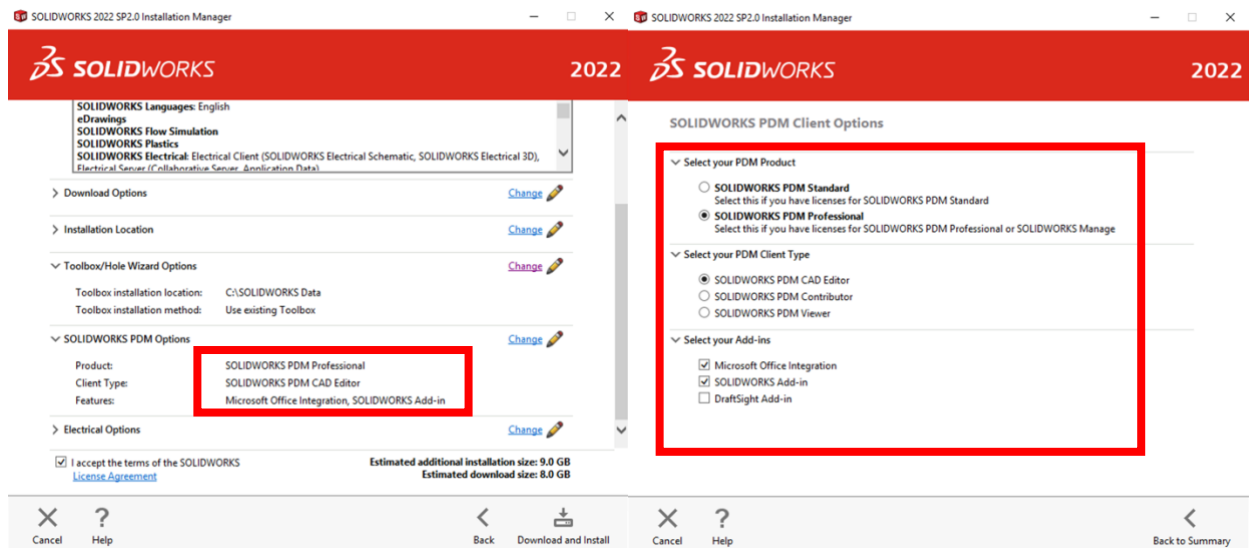 SOLIDWORKS 2022 SP2.0 Installation Manager
SOLIDWORKS 2022
SOLIDWORKS Languages: English
eDrawings
SOLIDWORKS Flow Simulation
SOLIDWORKS Plastics
SOLIDWORKS Electrical: Electrical Client (SOLIDWORKS Electrical Schematic, SOLIDWORKS Electrical 3D),
Electrical Server (Collaborative Server, Application Data)
Download Options Change
Installation Location Change
Toolbox/Hole Wizard Options Change
Toolbox installation location: C:\SOLIDWORKS Data
Toolbox installation method: Use existing Toolbox
SOLIDWORKS PDM Options Change
Product: SOLIDWORKS PDM Professional
Client Type: SOLIDWORKS PDM CAD Editor
Features: Microsoft Office Integration, SOLIDWORKS Add-in
Electrical Options Change
I accept the terms of the SOLIDWORKS Estimated additional installation size: 9.0 GB
License Agreement Estimated download size: 8.0 GB
Cancel Help Back Download and Install
SOLIDWORKS 2022 SP2.0 Installation Manager
SOLIDWORKS 2022
SOLIDWORKS PDM Client Options
Select your PDM Product
SOLIDWORKS PDM Standard
Select this if you have licenses for SOLIDWORKS PDM Standard
SOLIDWORKS PDM Professional
Select this if you have licenses for SOLIDWORKS PDM Professional or SOLIDWORKS Manage
Select your PDM Client Type
SOLIDWORKS PDM CAD Editor
SOLIDWORKS PDM Contributor
SOLIDWORKS PDM Viewer
Select your Add-ins
Microsoft Office Integration
SOLIDWORKS Add-in
DraftSight Add-in
Cancel Help Back to Summary